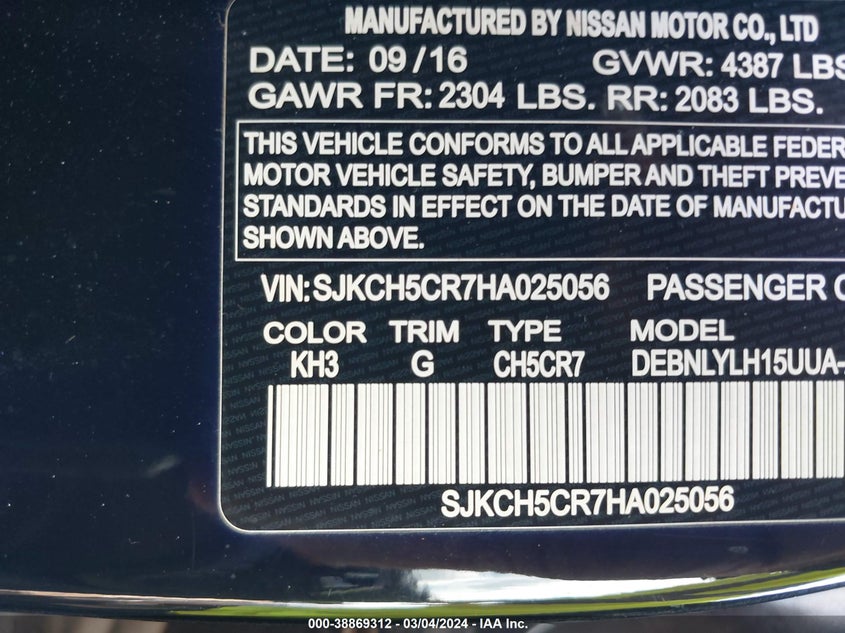 MANUFACTURED BY NISSAN MOTOR CO., LTD
DATE: 09/16 GVWR: 4387 LBS
GAWR FR: 2304 LBS. RR: 2083 LBS.
THIS VEHICLE CONFORMS TO ALL APPLICABLE FEDER
MOTOR VEHICLE SAFETY, BUMPER AND THEFT PREVE
STANDARDS IN EFFECT ON THE DATE OF MANUFACTU
SHOWN ABOVE.
VIN: SJKCH5CR7HA025056 PASSENGER C
COLOR TRIM TYPE MODEL
KH3 G CH5CR7 DEBNLYLH15UUA-
SJKCH5CR7HA025056
000-38869312 - 03/04/2024 - IAA Inc.